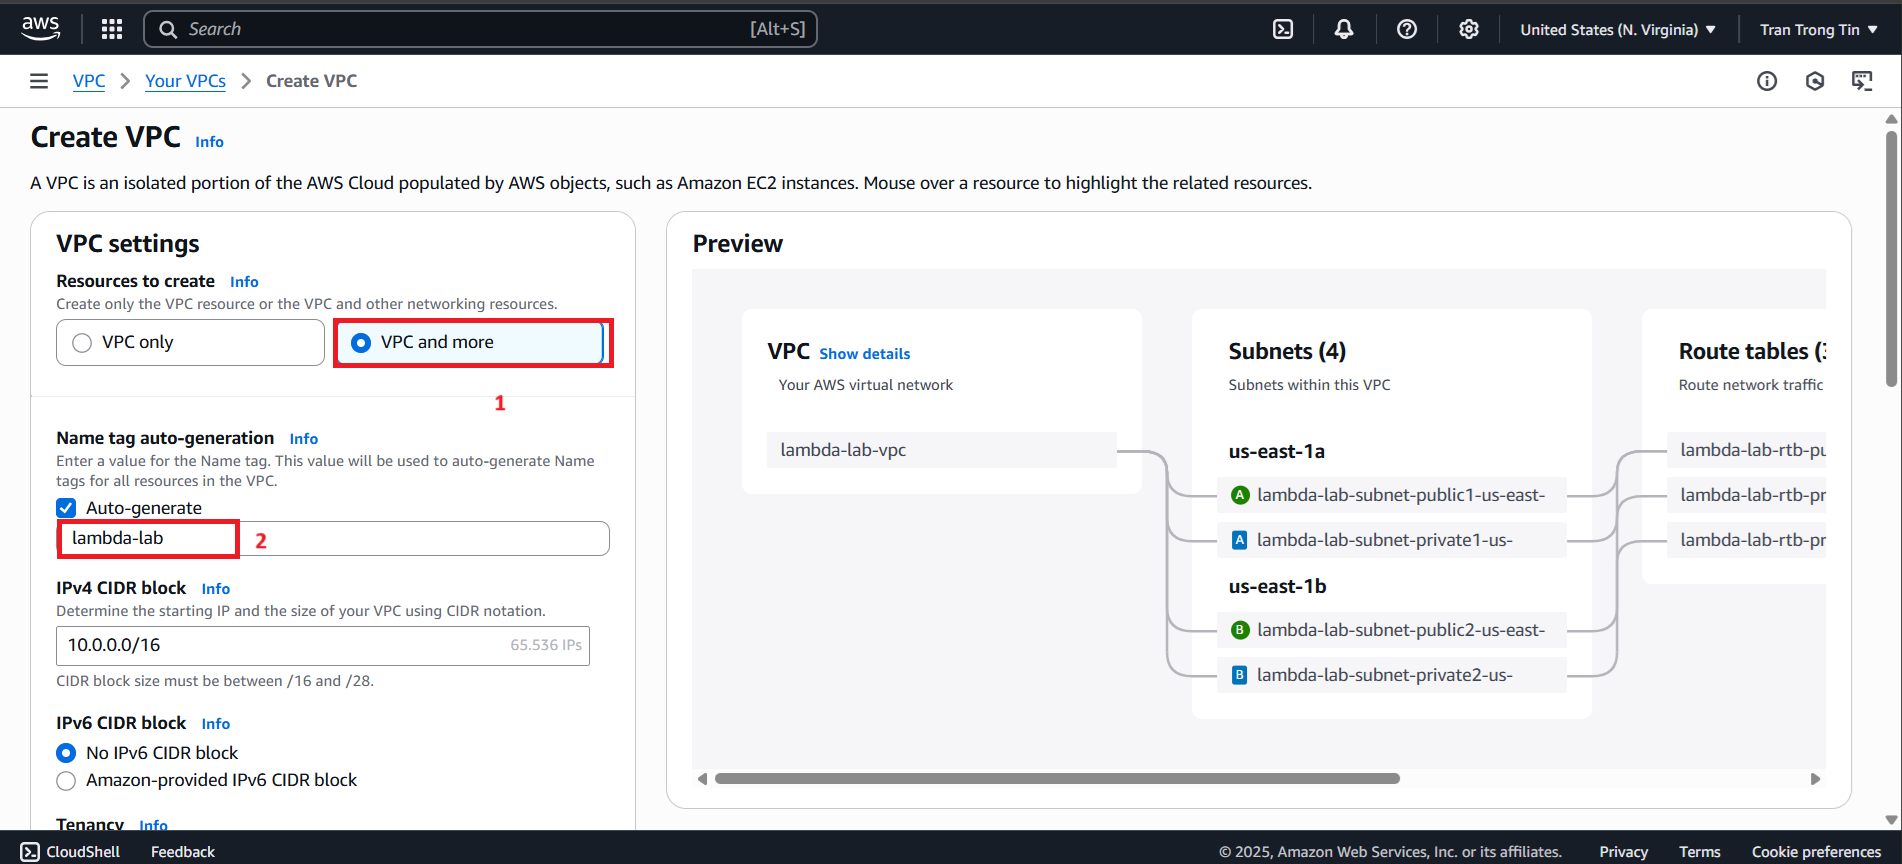 aws
Search
[Alt+S]
United States (N. Virginia)
Tran Trong Tin
VPC
Your VPCs
Create VPC
Create VPC Info
A VPC is an isolated portion of the AWS Cloud populated by AWS objects, such as Amazon EC2 instances. Mouse over a resource to highlight the related resources.
VPC settings
Resources to create Info
Create only the VPC resource or the VPC and other networking resources.
VPC only
VPC and more
1
Name tag auto-generation Info
Enter a value for the Name tag. This value will be used to auto-generate Name
tags for all resources in the VPC.
Auto-generate
lambda-lab
2
IPv4 CIDR block Info
Determine the starting IP and the size of your VPC using CIDR notation.
10.0.0.0/16
65.536 IPs
CIDR block size must be between /16 and /28.
IPv6 CIDR block Info
No IPv6 CIDR block
Amazon-provided IPv6 CIDR block
Tenancy Info
Preview
VPC Show details
Your AWS virtual network
lambda-lab-vpc
Subnets (4)
Subnets within this VPC
us-east-1a
A lambda-lab-subnet-public1-us-east-
A lambda-lab-subnet-private1-us-
us-east-1b
B lambda-lab-subnet-public2-us-east-
B lambda-lab-subnet-private2-us-
Route tables (3
Route network traffic
lambda-lab-rtb-pu
lambda-lab-rtb-pr
lambda-lab-rtb-pr
CloudShell
Feedback
© 2025, Amazon Web Services, Inc. or its affiliates.
Privacy
Terms
Cookie preferences